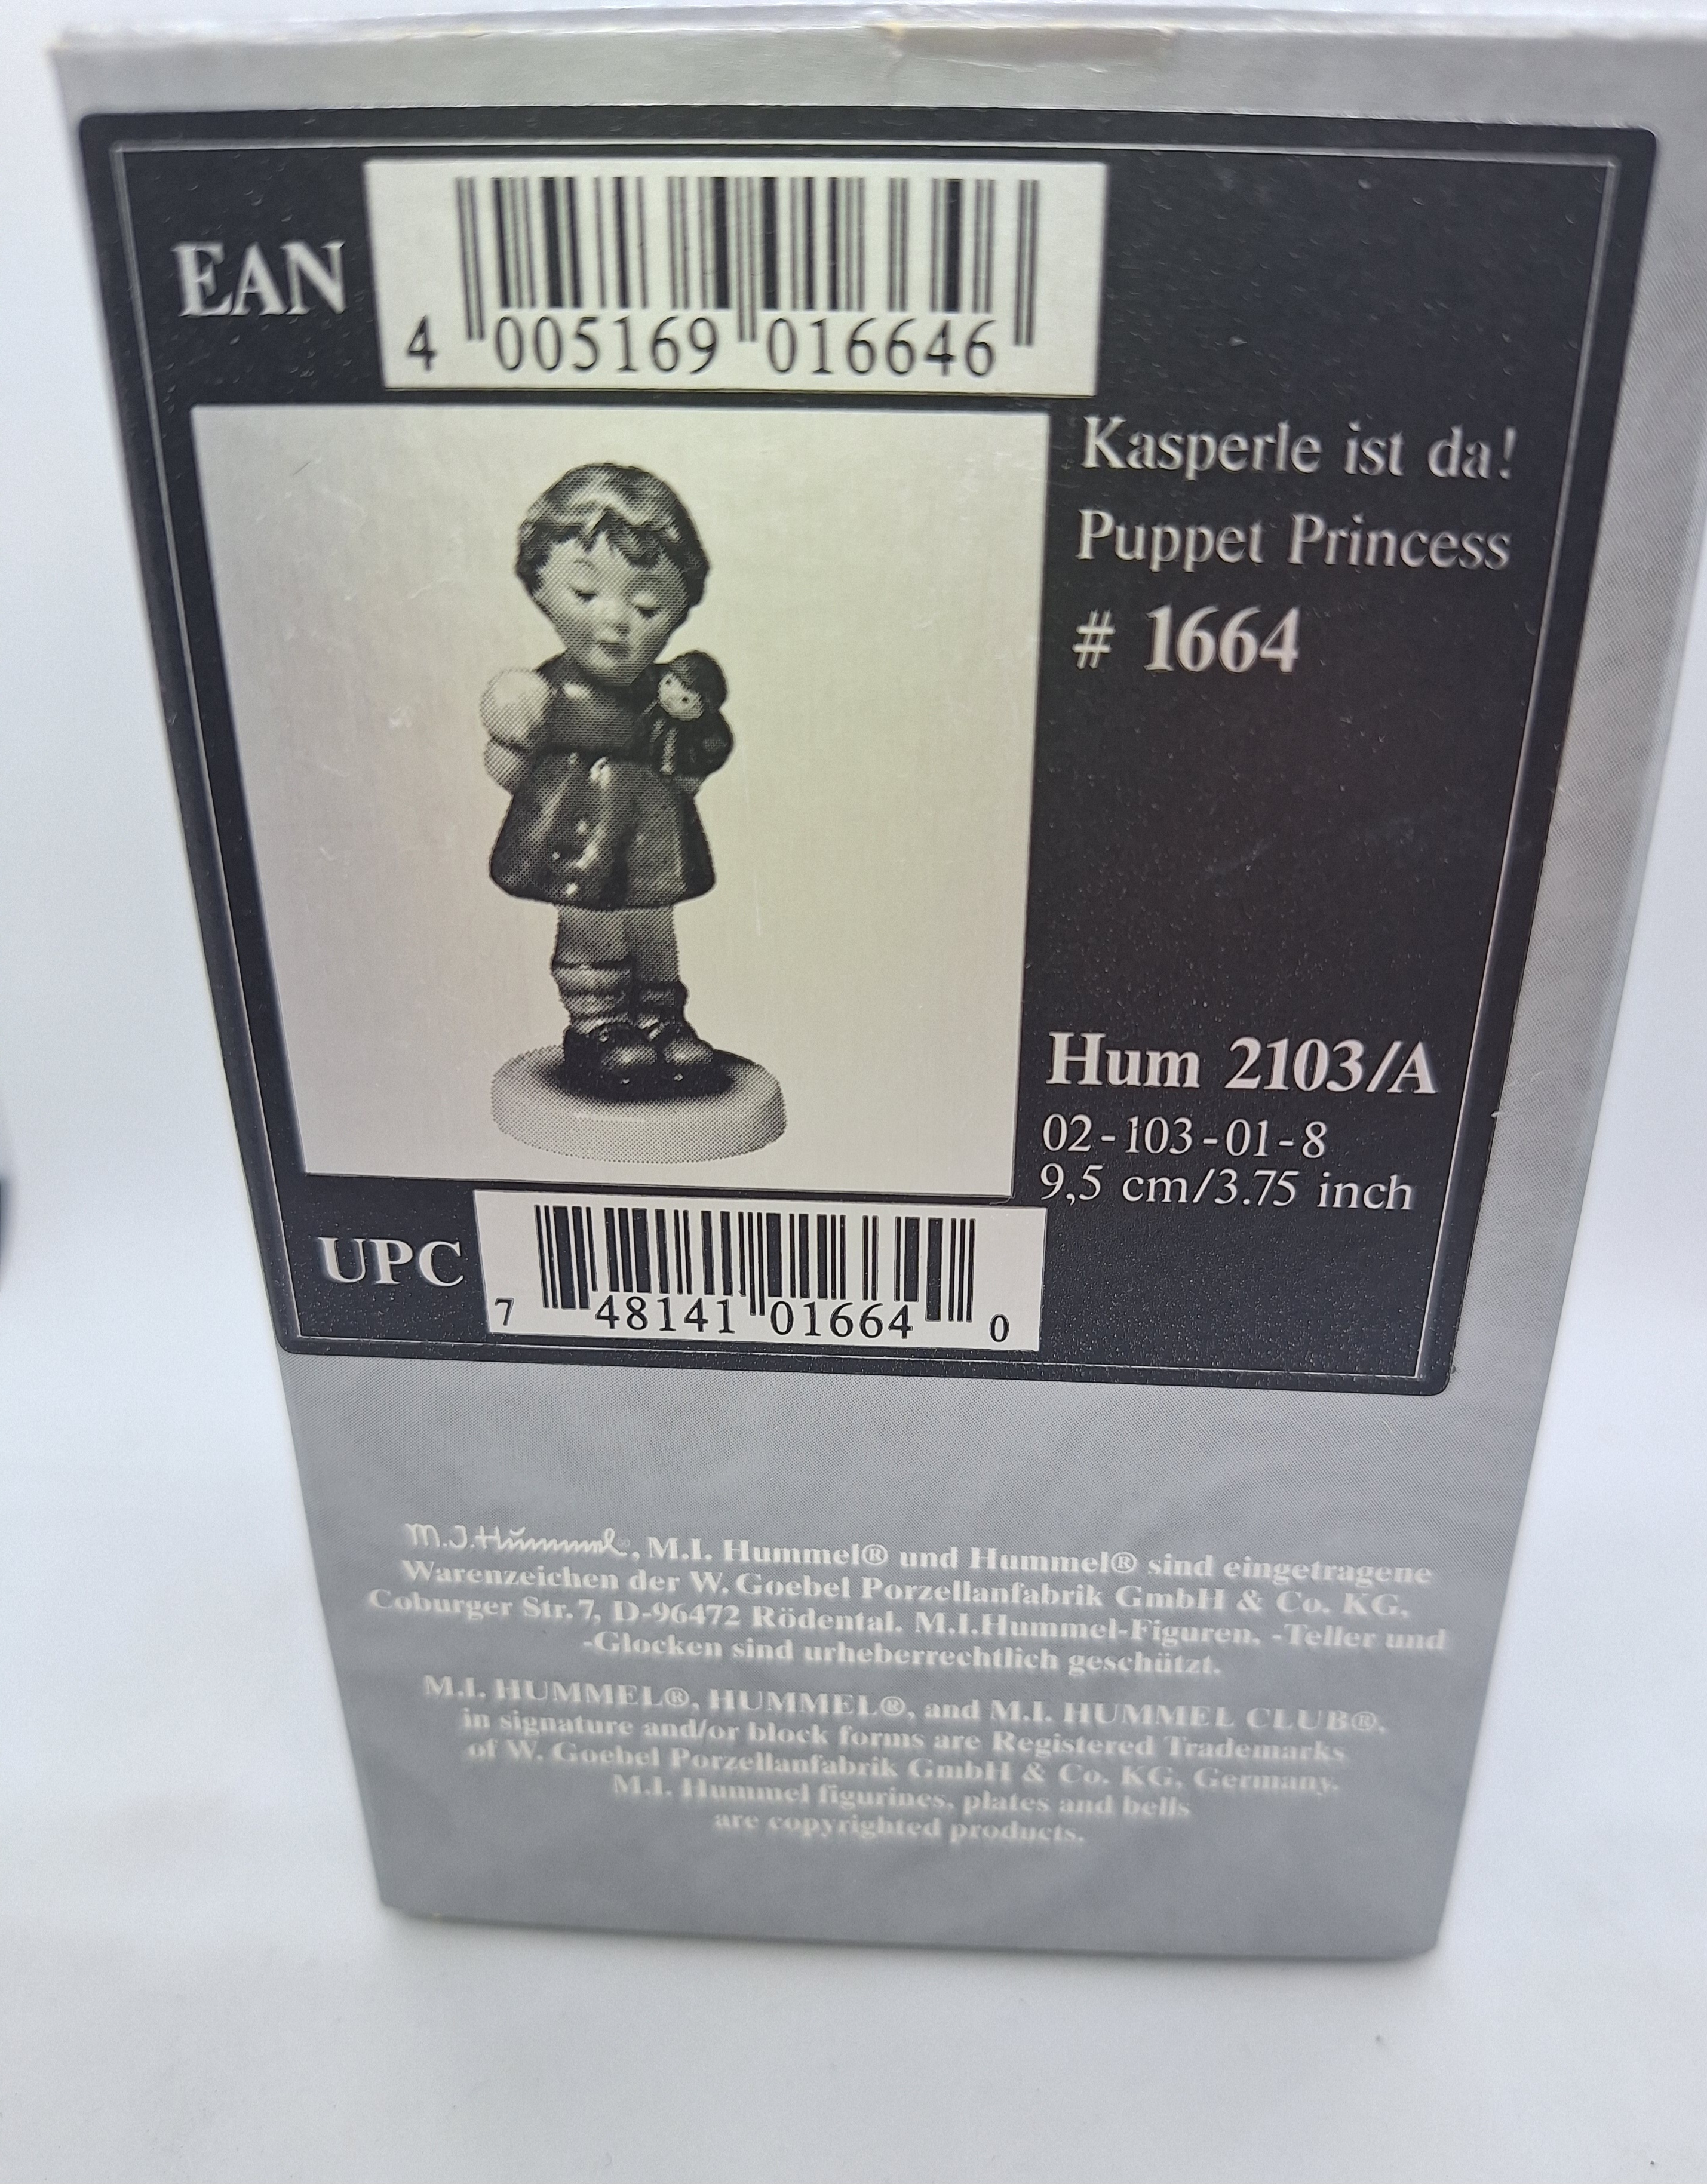 EAN
4 005169 016646
Kasperle ist da!
Puppet Princess
# 1664
Hum 2103/A
02-103-01-8
9,5 cm/3.75 inch
UPC
7 48141 01664 0
M.J.Hummel®, M.I. Hummel® und Hummel® sind eingetragene
Warenzeichen der W. Goebel Porzellanfabrik GmbH & Co. KG,
Coburger Str.7, D-96472 Rödental. M.I.Hummel-Figuren, -Teller und
-Glocken sind urheberrechtlich geschützt.
M.I. HUMMEL®, HUMMEL®, and M.I. HUMMEL CLUB®,
in signature and/or block forms are Registered Trademarks
of W. Goebel Porzellanfabrik GmbH & Co. KG, Germany.
M.I. Hummel figurines, plates and bells
are copyrighted products.